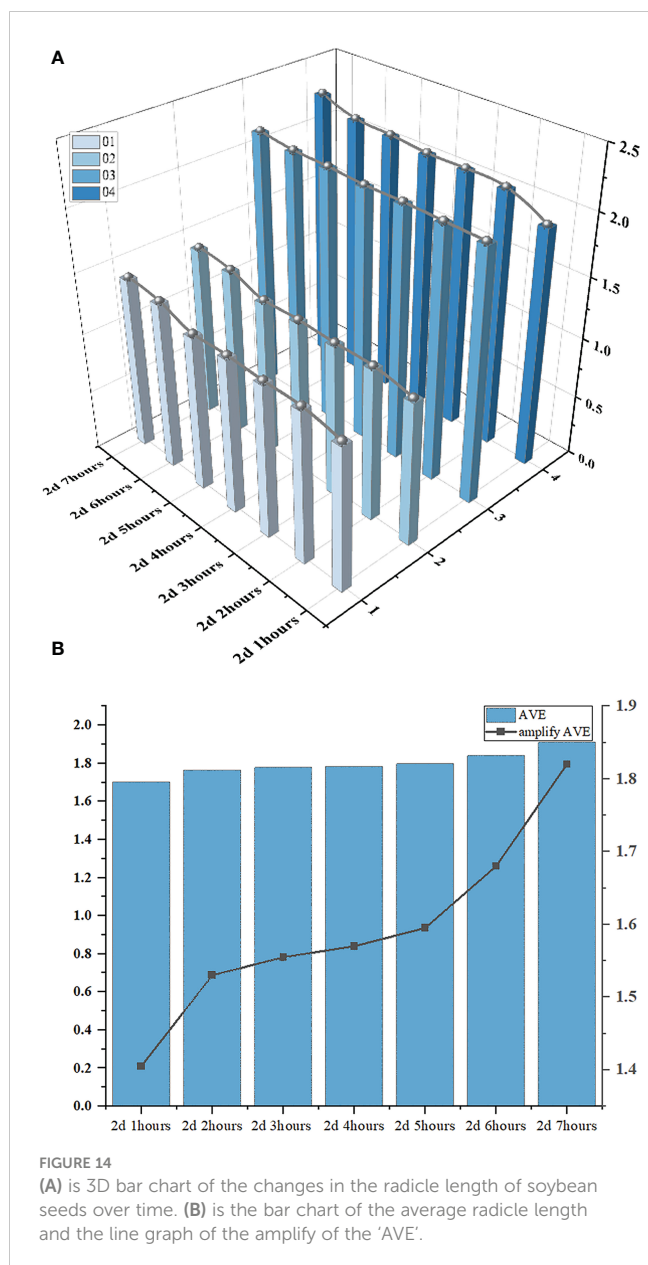 A
01
02
03
04
2.5
2.0
1.5
1.0
0.5
0.0
2d 7hours
2d 6hours
2d 5hours
2d 4hours
2d 3hours
2d 2hours
2d 1hours
1
2
3
4
B
AVE
amplify AVE
2.0
1.8
1.6
1.4
1.2
1.0
0.8
0.6
0.4
0.2
0.0
1.9
1.8
1.7
1.6
1.5
1.4
2d 1hours 2d 2hours 2d 3hours 2d 4hours 2d 5hours 2d 6hours 2d 7hours
FIGURE 14
(A) is 3D bar chart of the changes in the radicle length of soybean
seeds over time. (B) is the bar chart of the average radicle length
and the line graph of the amplify of the ‘AVE’.